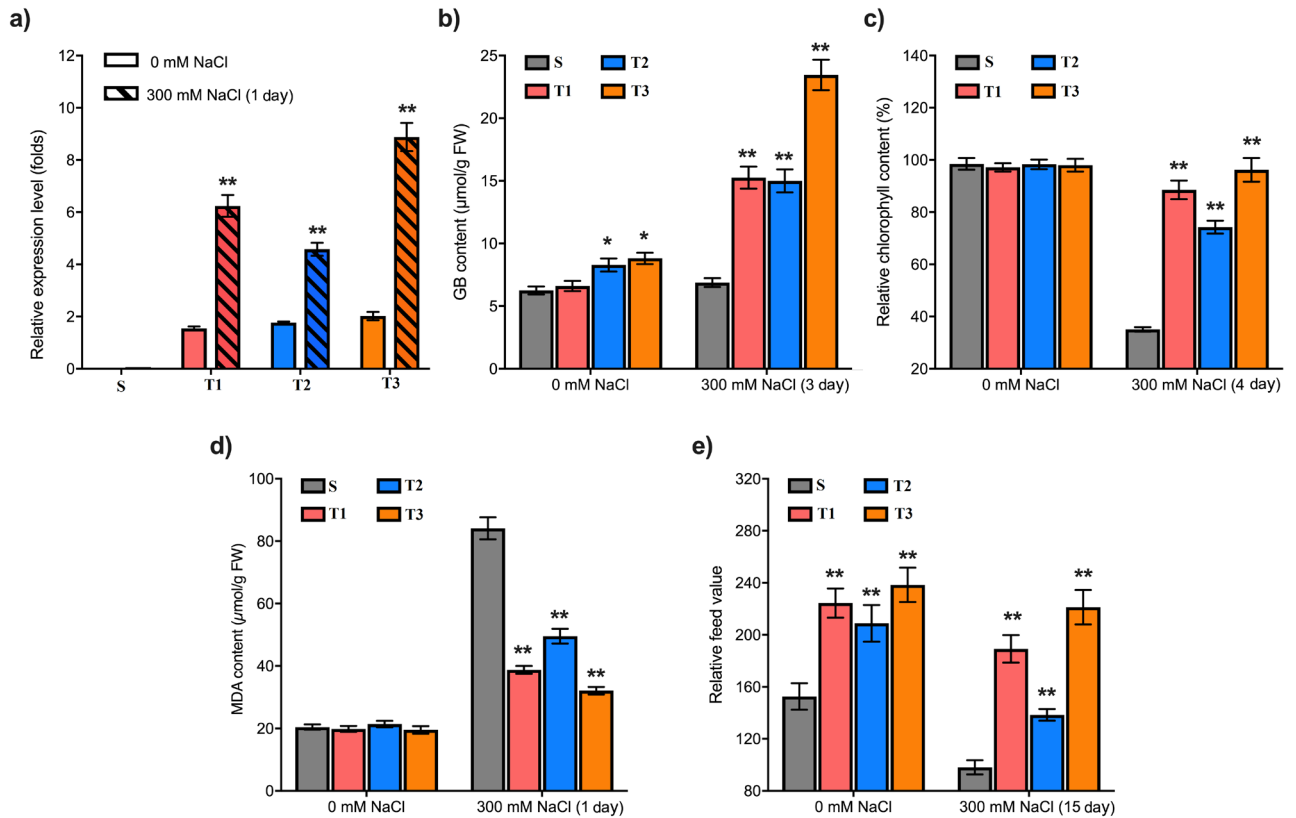 a)
Relative expression level (folds)
12
10
8
6
4
2
0
0 mM NaCl
300 mM NaCl (1 day)
**
**
**
S
T1
T2
T3
b)
GB content (μmol/g FW)
25
20
15
10
5
0
S
T2
T1
T3
*
*
**
**
**
0 mM NaCl
300 mM NaCl (3 day)
c)
Relative chlorophyll content (%)
140
120
100
80
60
40
20
S
T2
T1
T3
**
**
**
0 mM NaCl
300 mM NaCl (4 day)
d)
MDA content (μmol/g FW)
100
80
60
40
20
0
S
T2
T1
T3
**
**
**
0 mM NaCl
300 mM NaCl (1 day)
e)
Relative feed value
320
280
240
200
160
120
80
S
T2
T1
T3
**
**
**
**
**
**
0 mM NaCl
300 mM NaCl (15 day)